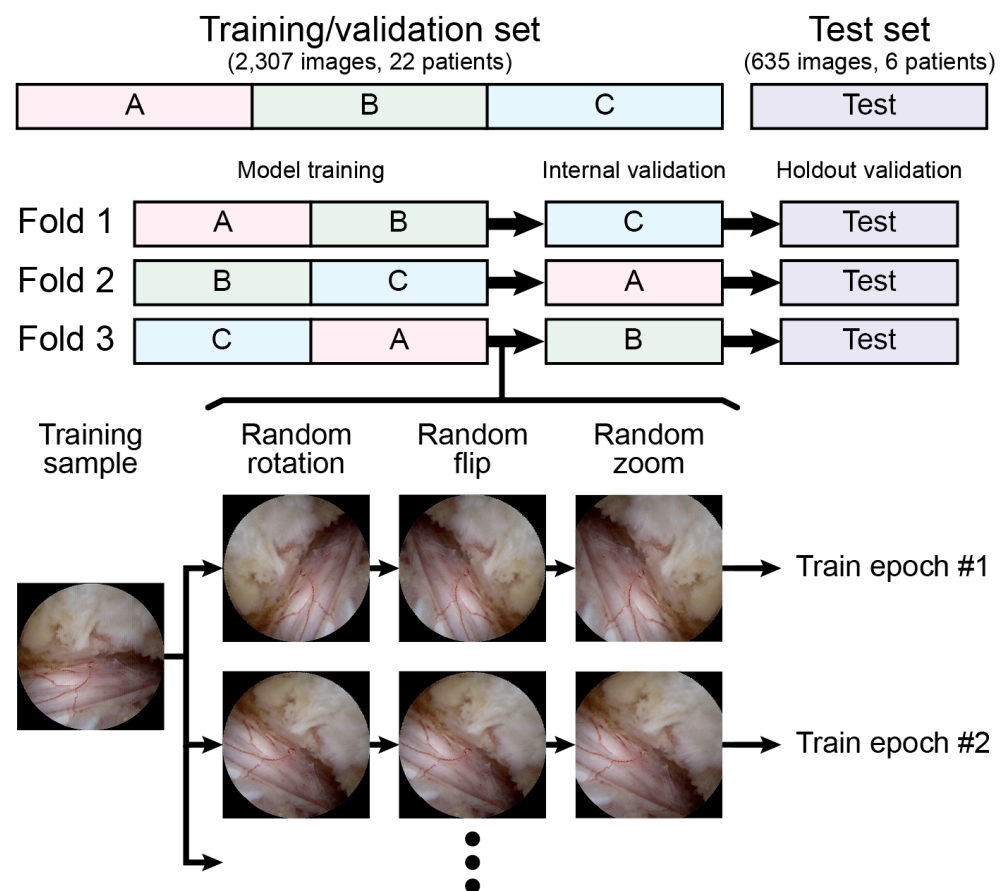 Training/validation set
(2,307 images, 22 patients)
Test set
(635 images, 6 patients)
A B C Test
Model training Internal validation Holdout validation
Fold 1 A B C Test
Fold 2 B C A Test
Fold 3 C A B Test
Training
sample
Random
rotation
Random
flip
Random
zoom
Train epoch #1
Train epoch #2